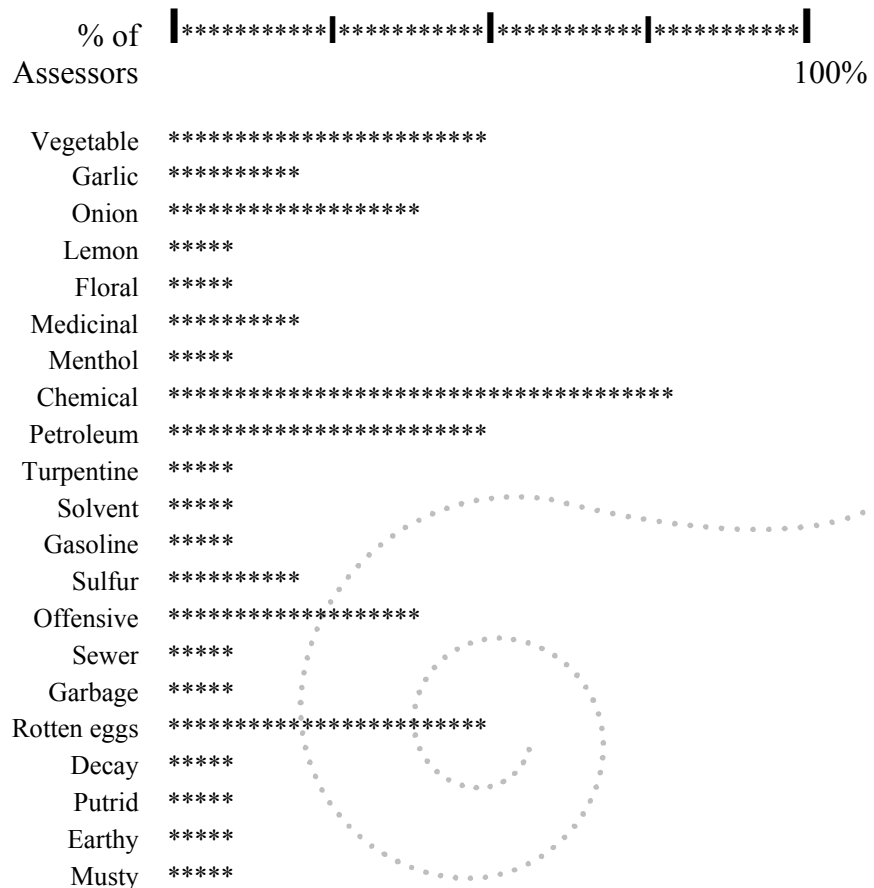 % of ┃***********┃***********┃***********┃***********┃
Assessors 100%
Vegetable ************************
Garlic **********
Onion *******************
Lemon *****
Floral *****
Medicinal **********
Menthol *****
Chemical **************************************
Petroleum ************************
Turpentine *****
Solvent *****
Gasoline *****
Sulfur **********
Offensive *******************
Sewer *****
Garbage *****
Rotten eggs ************************
Decay *****
Putrid *****
Earthy *****
Musty *****